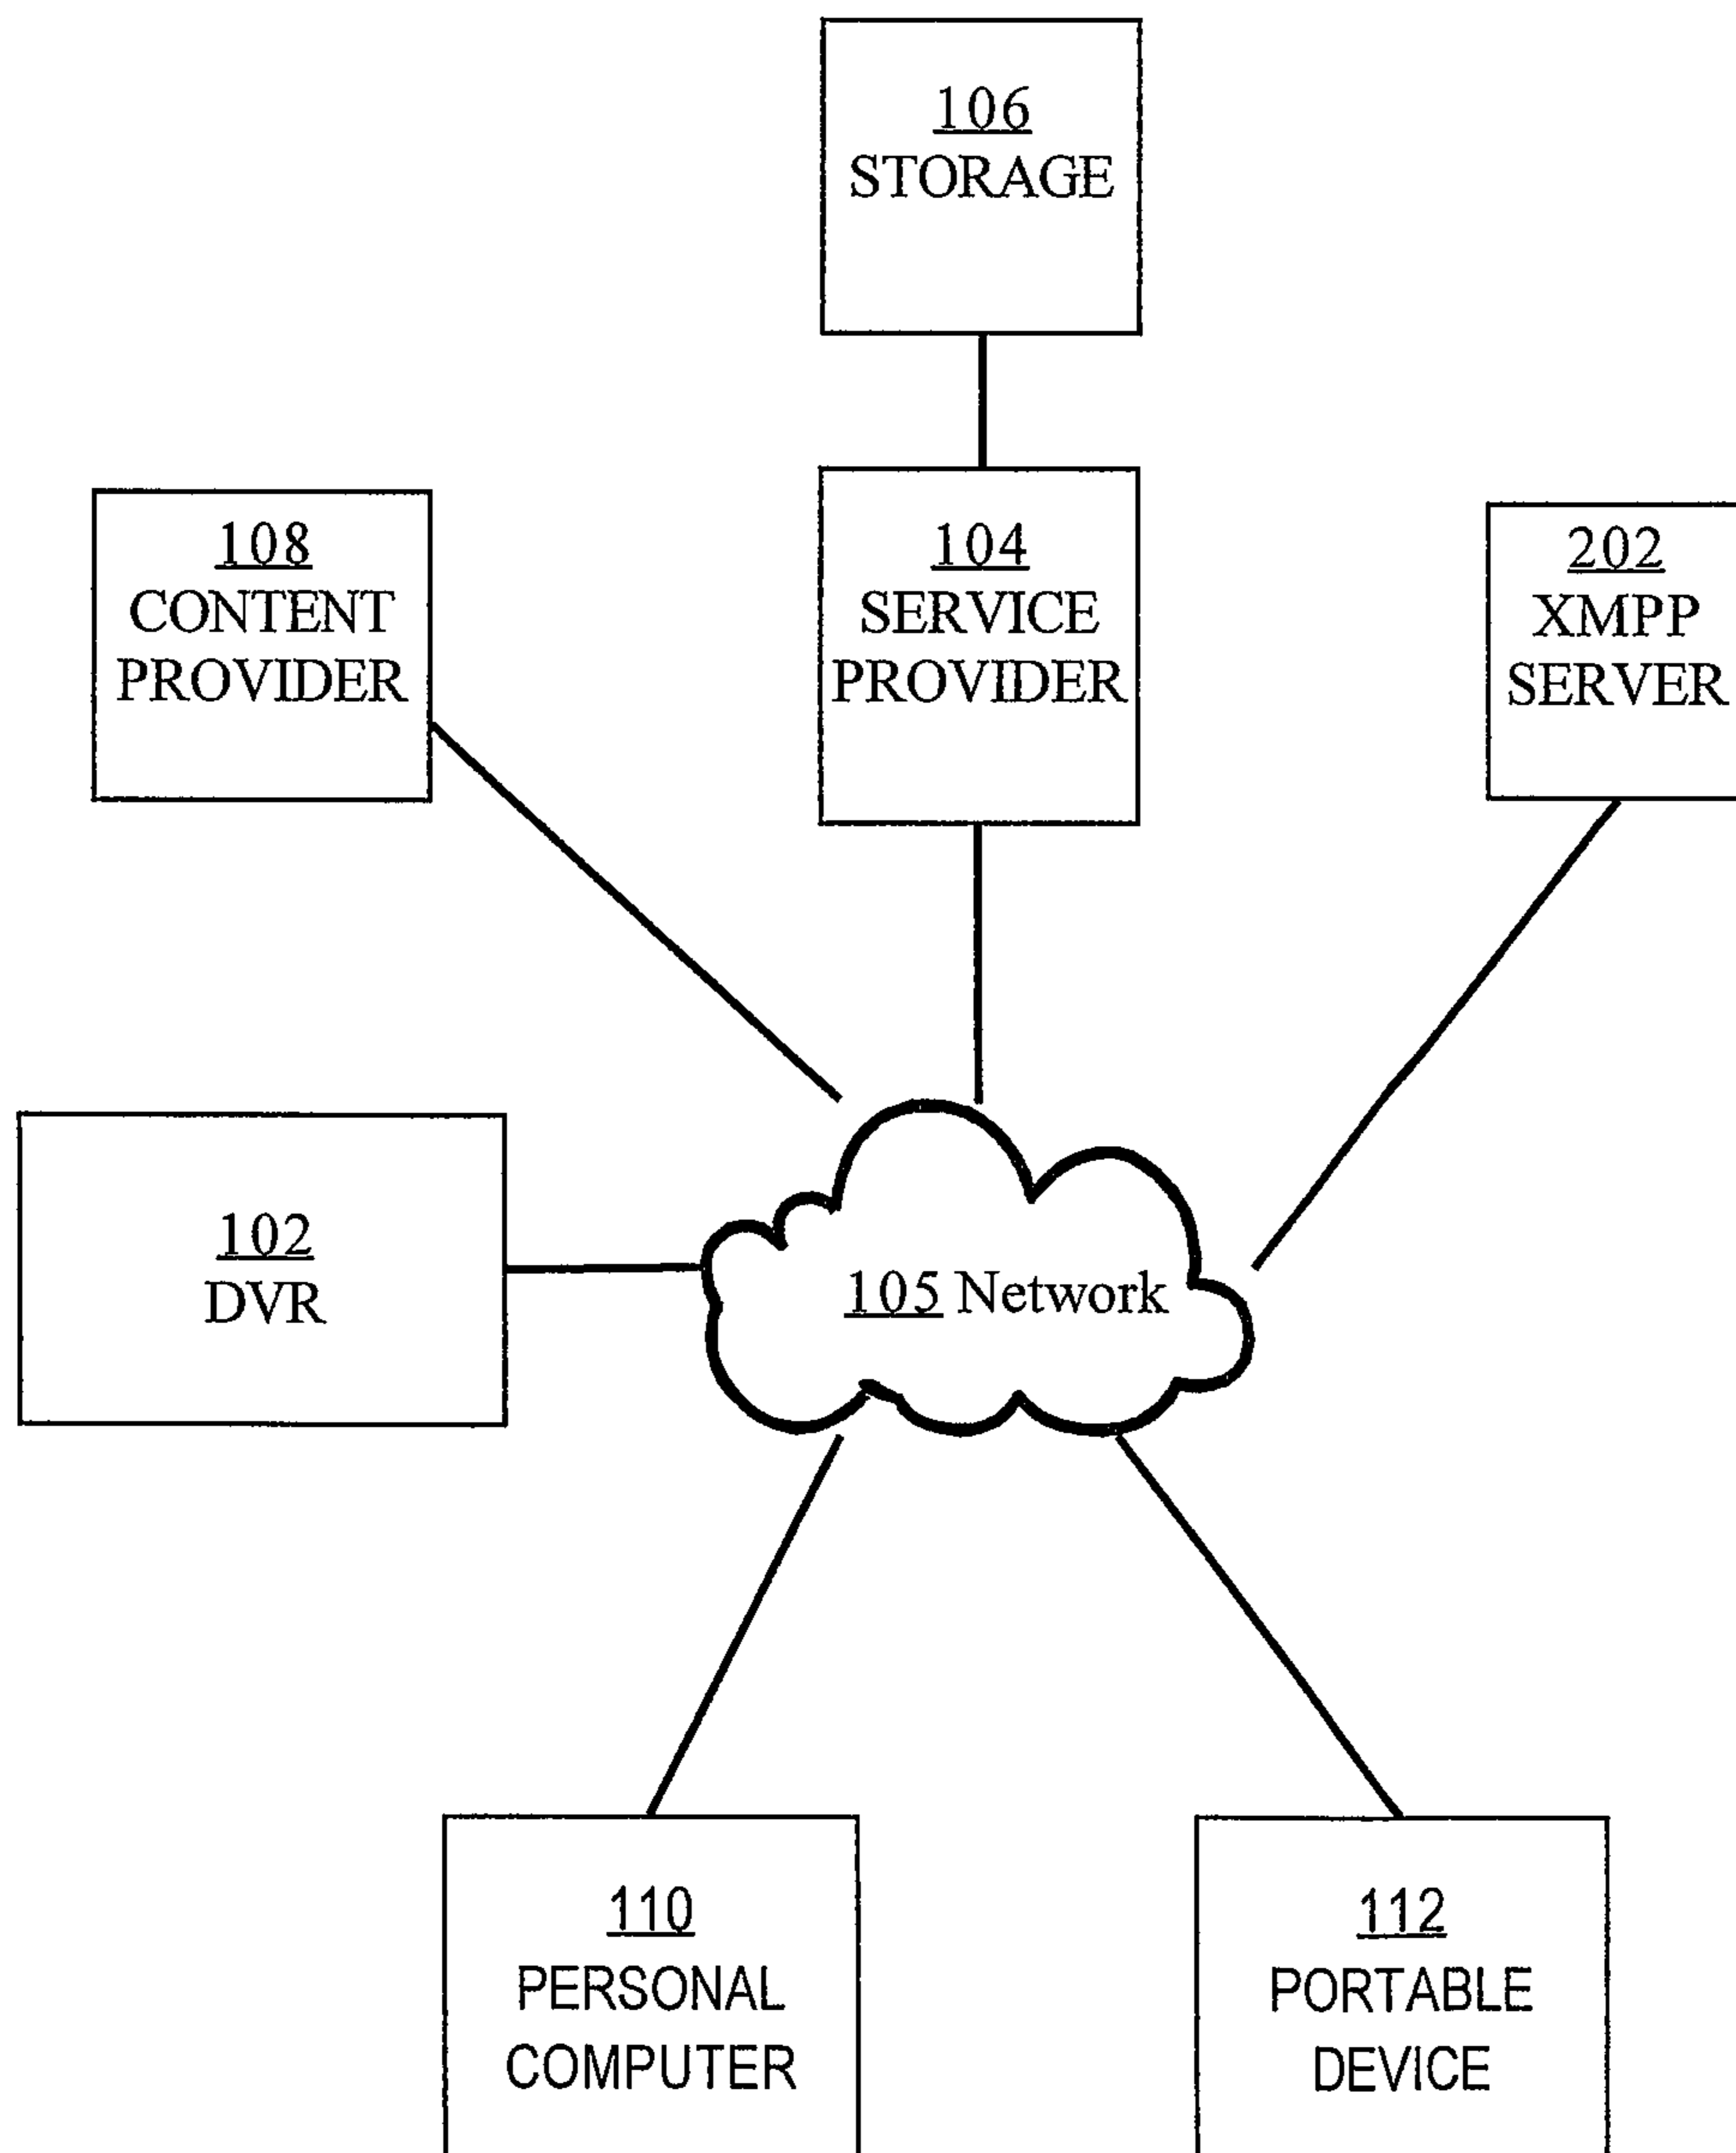 106
STORAGE
108
CONTENT
PROVIDER
104
SERVICE
PROVIDER
202
XMPP
SERVER
102
DVR
105 Network
110
PERSONAL
COMPUTER
112
PORTABLE
DEVICE